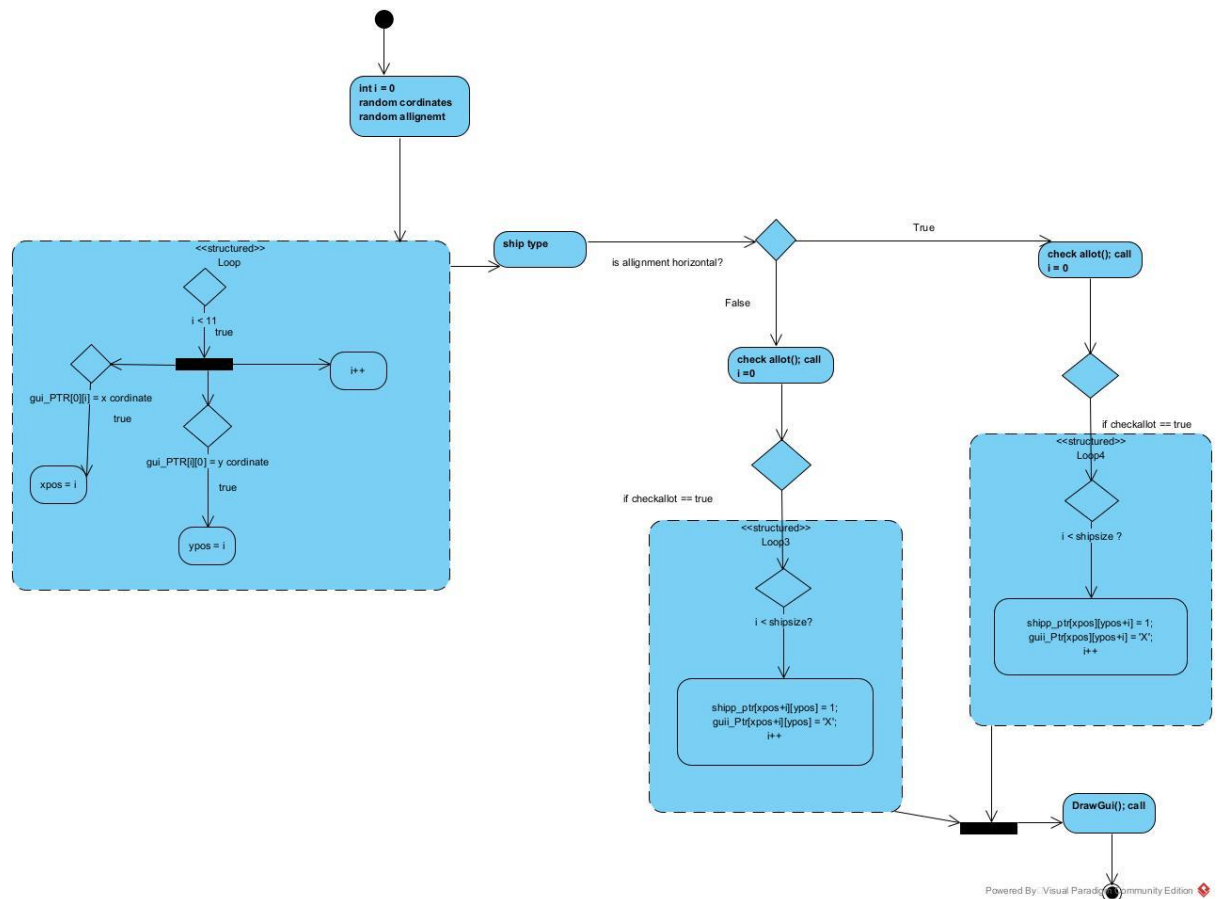 int i = 0
random cordinates
random allignemt
<<structured>>
Loop
i < 11
true
i++
gui_PTR[0][i] = x cordinate
true
xpos = i
gui_PTR[i][0] = y cordinate
true
ypos = i
ship type
is allignment horizontal?
True
False
check allot(); call
i = 0
check allot(); call
i =0
if checkallot == true
<<structured>>
Loop4
i < shipsize ?
shipp_ptr[xpos][ypos+i] = 1;
guii_Ptr[xpos][ypos+i] = 'X';
i++
if checkallot == true
<<structured>>
Loop3
i < shipsize?
shipp_ptr[xpos+i][ypos] = 1;
guii_Ptr[xpos+i][ypos] = 'X';
i++
DrawGui(); call
Powered By Visual Paradigm Community Edition